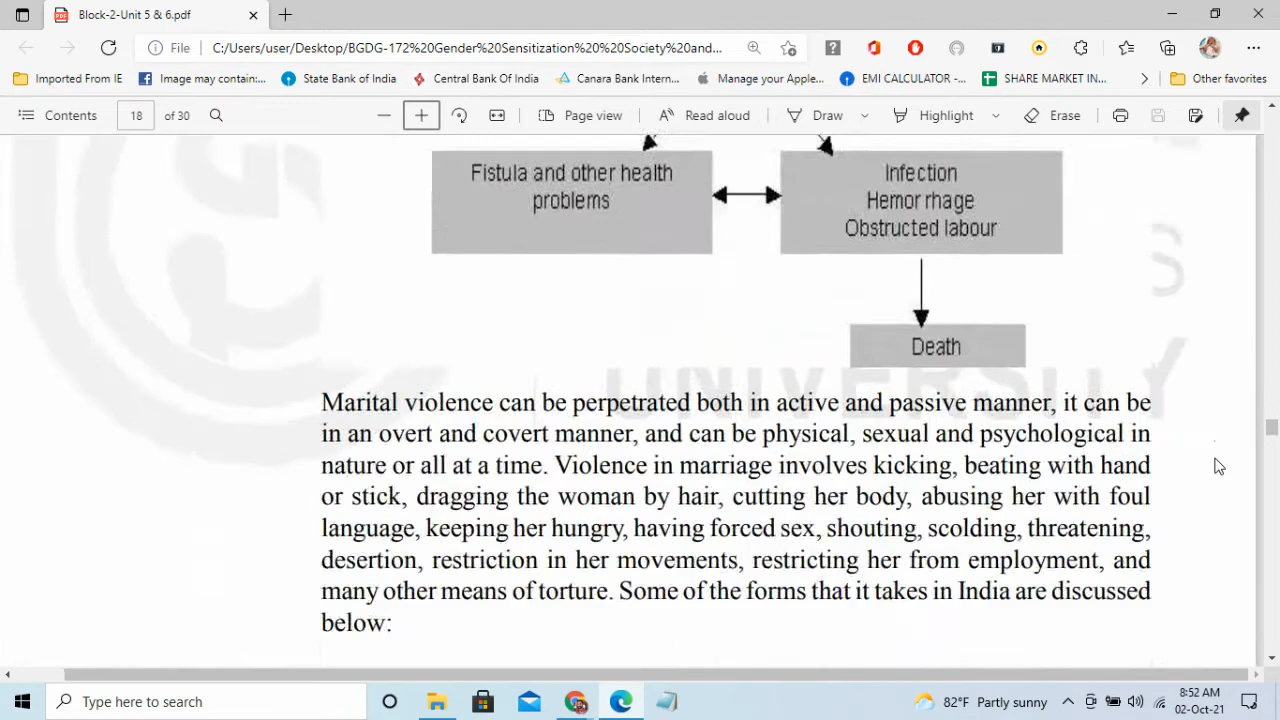 Block-2-Unit 5 & 6.pdf
File C:/Users/user/Desktop/BGDG-172%20Gender%20Sensitization%20%20Society%20and...
Imported From IE Image may contain:... State Bank of India Central Bank Of India Canara Bank Intern... Manage your Apple... EMI CALCULATOR -... SHARE MARKET IN... Other favorites
Contents 18 of 30 Page view Read aloud Draw Highlight Erase
Fistula and other health
problems
Infection
Hemorrhage
Obstructed labour
Death
UNIVERSITY
Marital violence can be perpetrated both in active and passive manner, it can be
in an overt and covert manner, and can be physical, sexual and psychological in
nature or all at a time. Violence in marriage involves kicking, beating with hand
or stick, dragging the woman by hair, cutting her body, abusing her with foul
language, keeping her hungry, having forced sex, shouting, scolding, threatening,
desertion, restriction in her movements, restricting her from employment, and
many other means of torture. Some of the forms that it takes in India are discussed
below:
Type here to search
82°F Partly sunny
8:52 AM
02-Oct-21